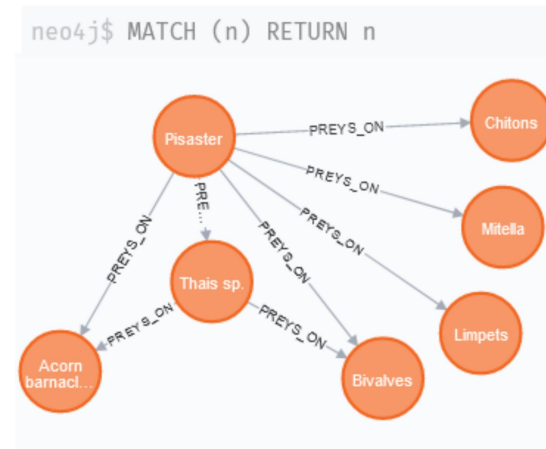 neo4j$ MATCH (n) RETURN n
Pisaster
PREYS_ON
Chitons
PREYS_ON
Mitella
PRE...
PREYS_ON
PREYS_ON
PREYS_ON
Thais sp.
PREYS_ON
PREYS_ON
Limpets
Acorn
barnacl...
Bivalves